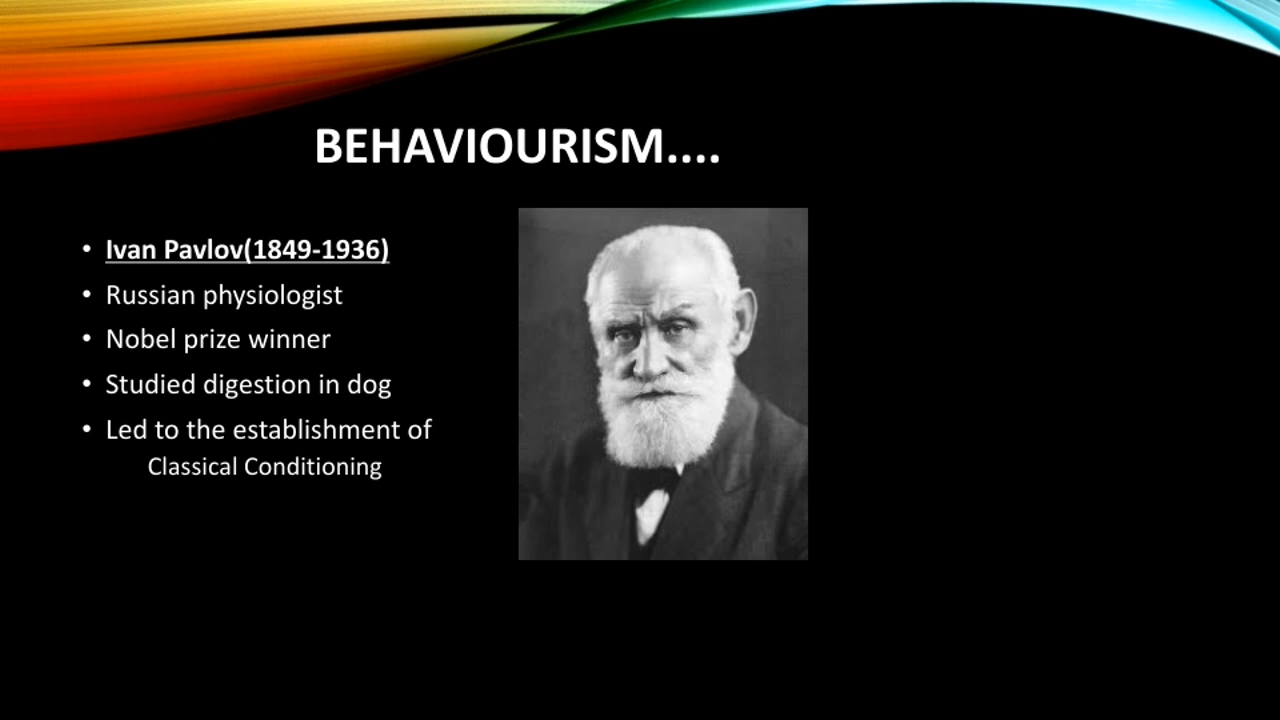 BEHAVIOURISM....
• Ivan Pavlov(1849-1936)
• Russian physiologist
• Nobel prize winner
• Studied digestion in dog
• Led to the establishment of
Classical Conditioning